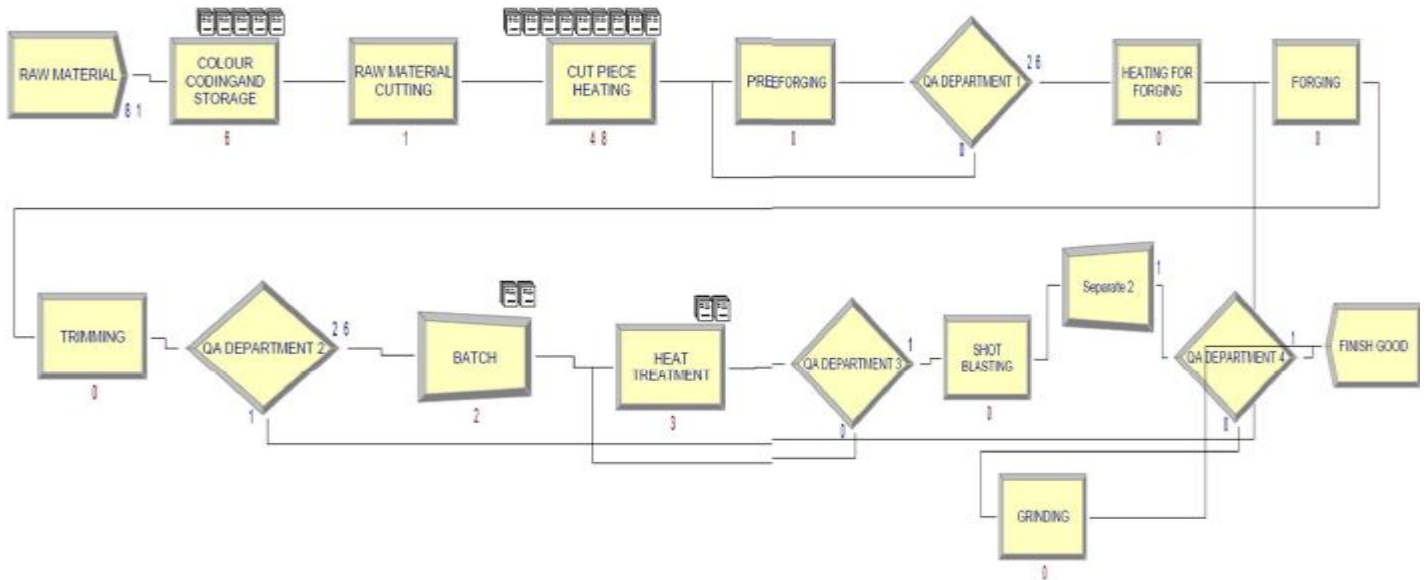 RAW MATERIAL
8 1
COLOUR
CODINGAND
STORAGE
6
RAW MATERIAL
CUTTING
1
CUT PIECE
HEATING
4 8
PREEFORGING
0
QA DEPARTMENT 1
2 6
0
HEATING FOR
FORGING
0
FORGING
0
TRIMMING
0
QA DEPARTMENT 2
2 6
1
BATCH
2
HEAT
TREATMENT
3
QA DEPARTMENT 3
1
0
SHOT
BLASTING
0
Separate 2
1
QA DEPARTMENT 4
1
0
FINISH GOOD
GRINDING
0